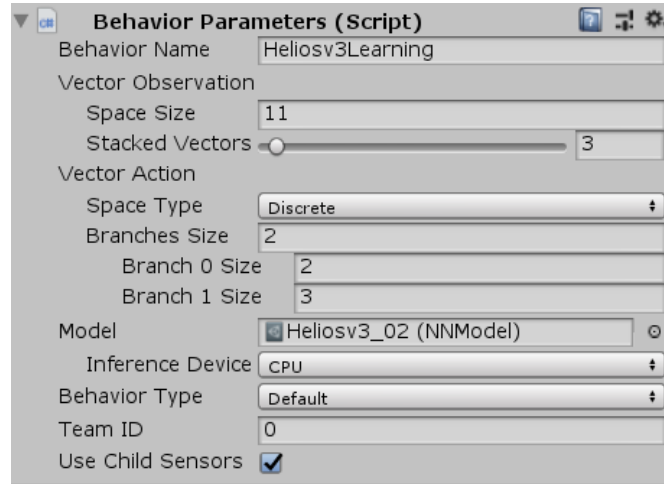 Behavior Parameters (Script)
Behavior Name Heliosv3Learning
Vector Observation
Space Size 11
Stacked Vectors 3
Vector Action
Space Type Discrete
Branches Size 2
Branch 0 Size 2
Branch 1 Size 3
Model Heliosv3_02 (NNModel)
Inference Device CPU
Behavior Type Default
Team ID 0
Use Child Sensors